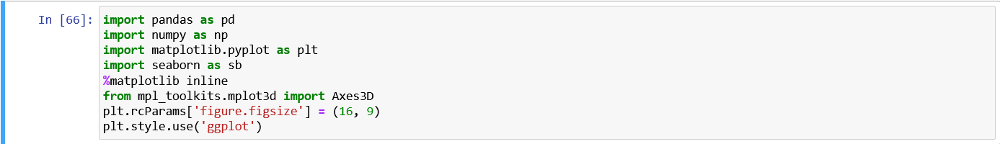 In [66]: import pandas as pd
import numpy as np
import matplotlib.pyplot as plt
import seaborn as sb
%matplotlib inline
from mpl_toolkits.mplot3d import Axes3D
plt.rcParams['figure.figsize'] = (16, 9)
plt.style.use('ggplot')